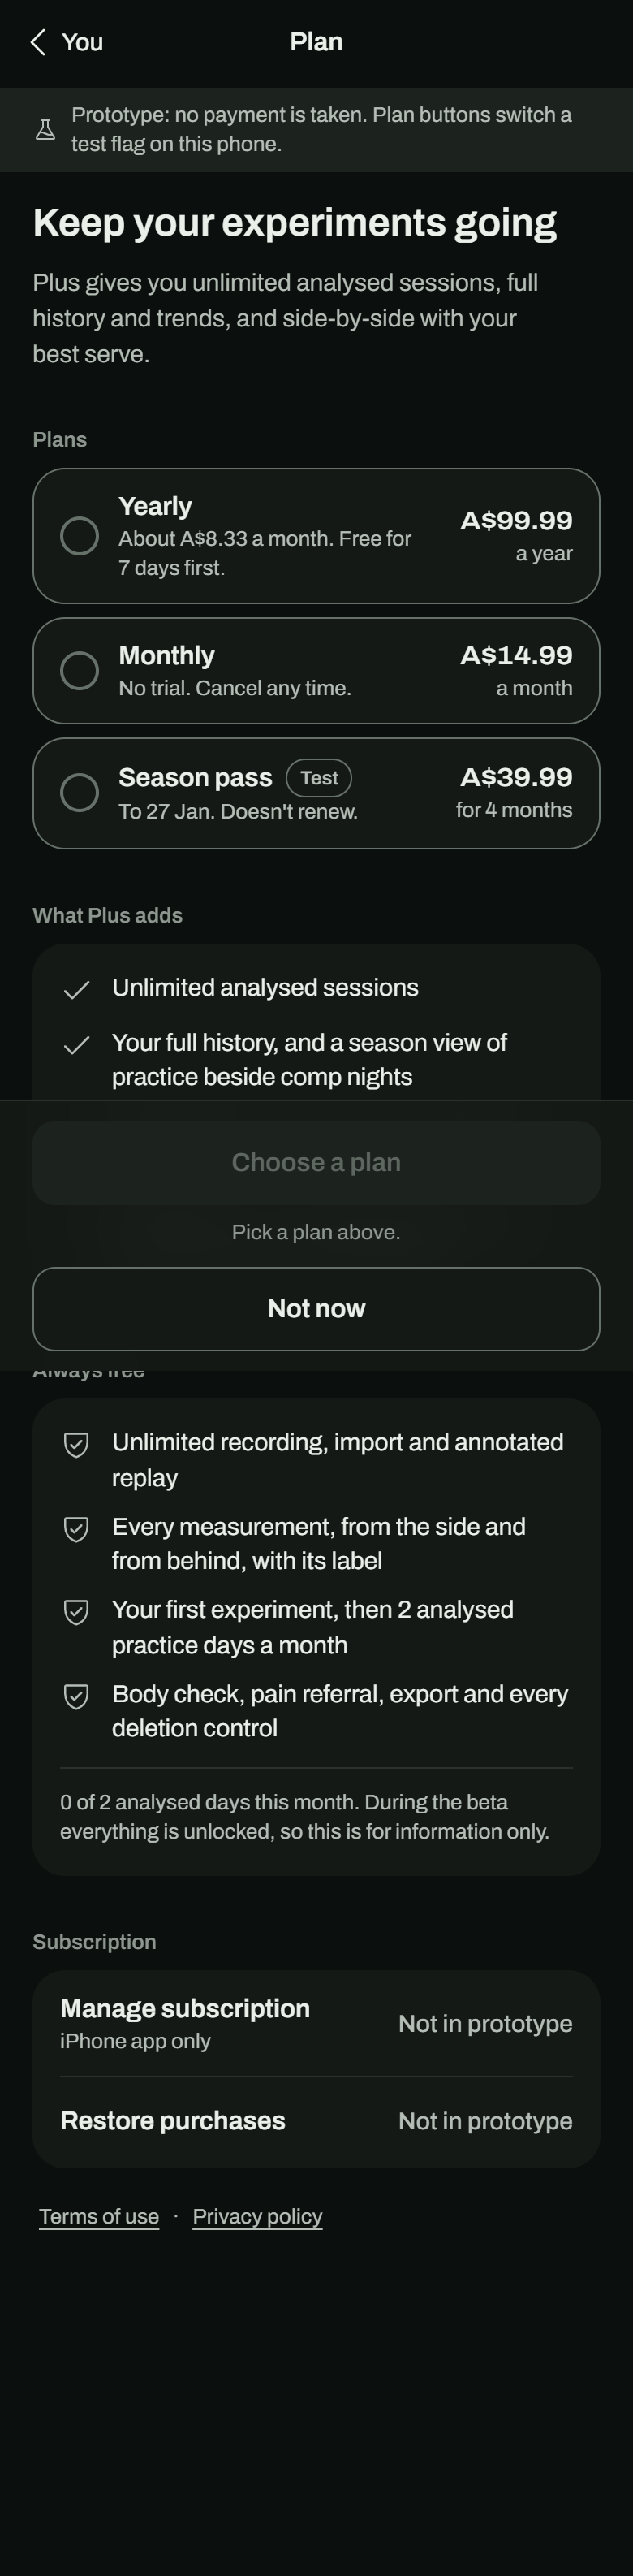 You
Plan
Prototype: no payment is taken. Plan buttons switch a
test flag on this phone.
Keep your experiments going
Plus gives you unlimited analysed sessions, full
history and trends, and side-by-side with your
best serve.
Plans
Yearly
About A$8.33 a month. Free for
7 days first.
A$99.99
a year
Monthly
No trial. Cancel any time.
A$14.99
a month
Season pass
Test
To 27 Jan. Doesn't renew.
A$39.99
for 4 months
What Plus adds
Unlimited analysed sessions
Your full history, and a season view of
practice beside comp nights
Choose a plan
Pick a plan above.
Not now
Always free
Unlimited recording, import and annotated
replay
Every measurement, from the side and
from behind, with its label
Your first experiment, then 2 analysed
practice days a month
Body check, pain referral, export and every
deletion control
0 of 2 analysed days this month. During the beta
everything is unlocked, so this is for information only.
Subscription
Manage subscription
iPhone app only
Not in prototype
Restore purchases
Not in prototype
Terms of use · Privacy policy